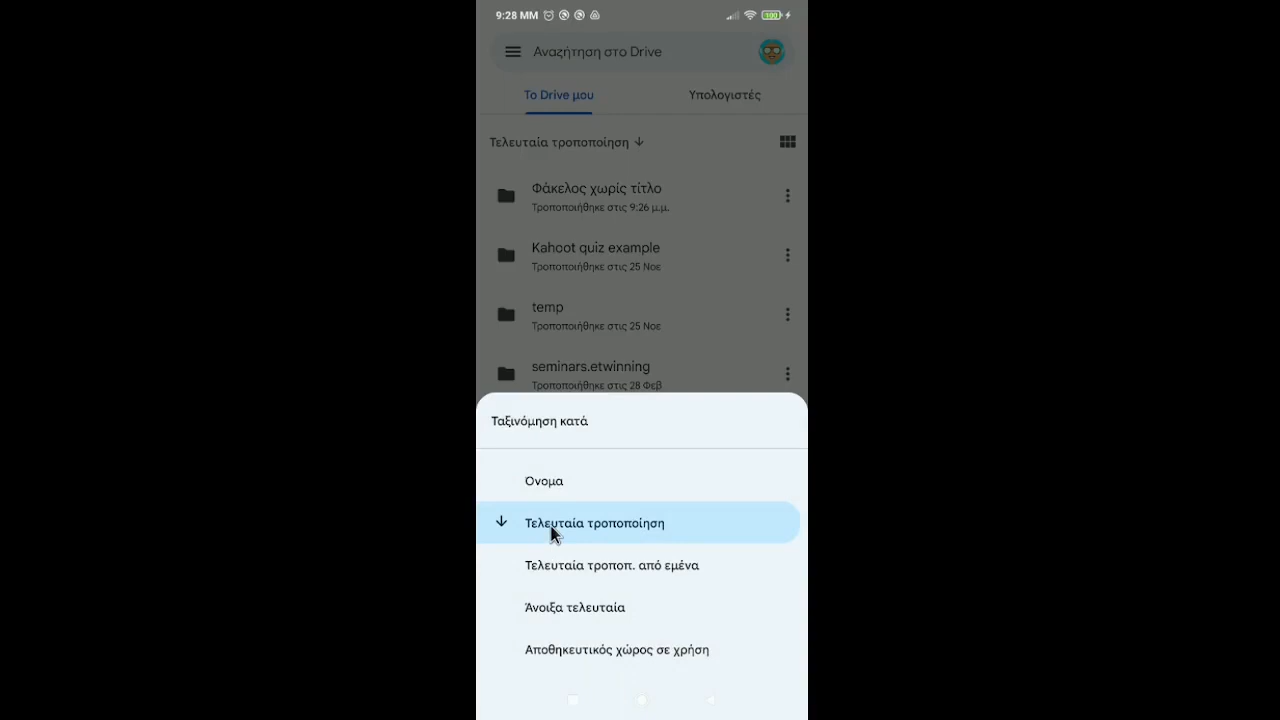 9:28 MM
100
Αναζήτηση στο Drive
Το Drive μου
Υπολογιστές
Τελευταία τροποποίηση
Φάκελος χωρίς τίτλο
Τροποποιήθηκε στις 9:26 μ.μ.
Kahoot quiz example
Τροποποιήθηκε στις 25 Νοε
temp
Τροποποιήθηκε στις 25 Νοε
seminars.etwinning
Τροποποιήθηκε στις 28 Φεβ
Ταξινόμηση κατά
Όνομα
Τελευταία τροποποίηση
Τελευταία τροποπ. από εμένα
Άνοιξα τελευταία
Αποθηκευτικός χώρος σε χρήση